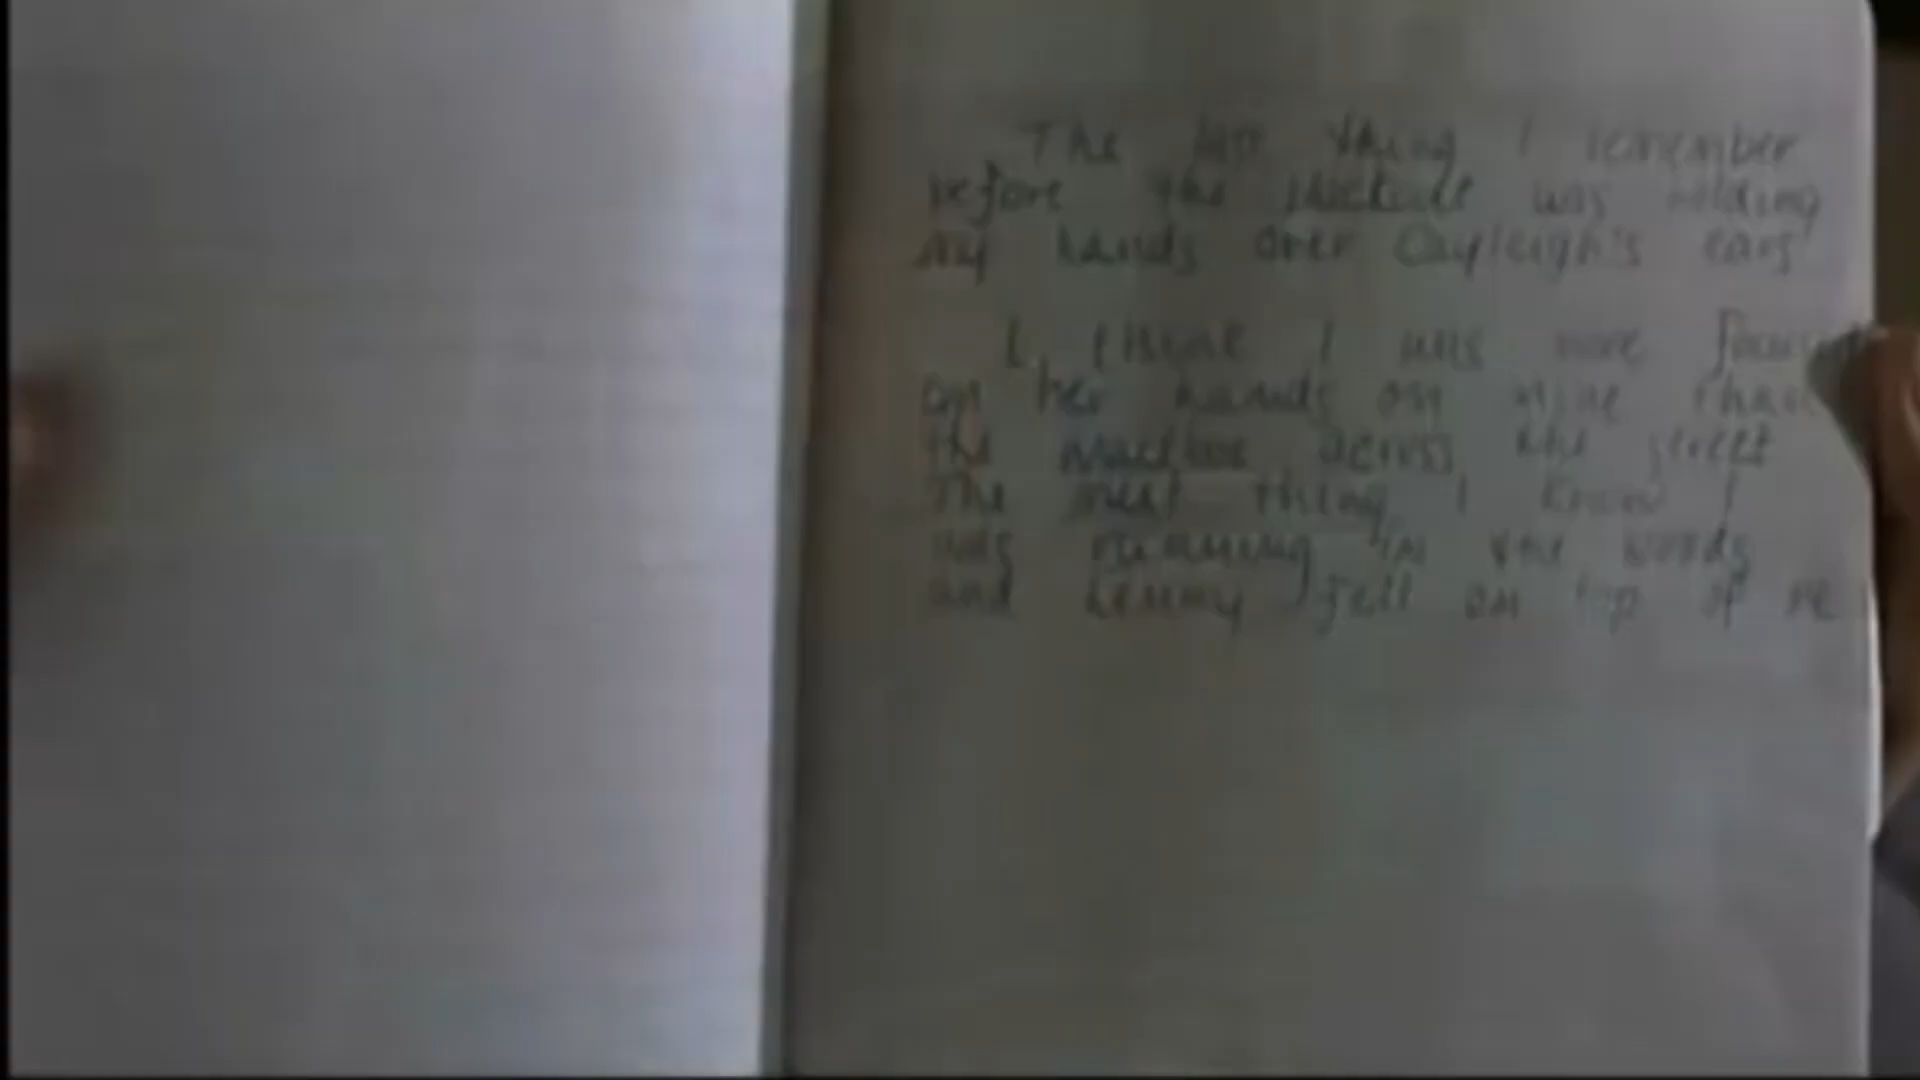 The last thing I remember
before the was holding
my hands over Cayleigh's ears
I think I was more
on her hands on mine than
the machine across the street
The next thing I know I
was running in the woods
and Lenny fell on top of me